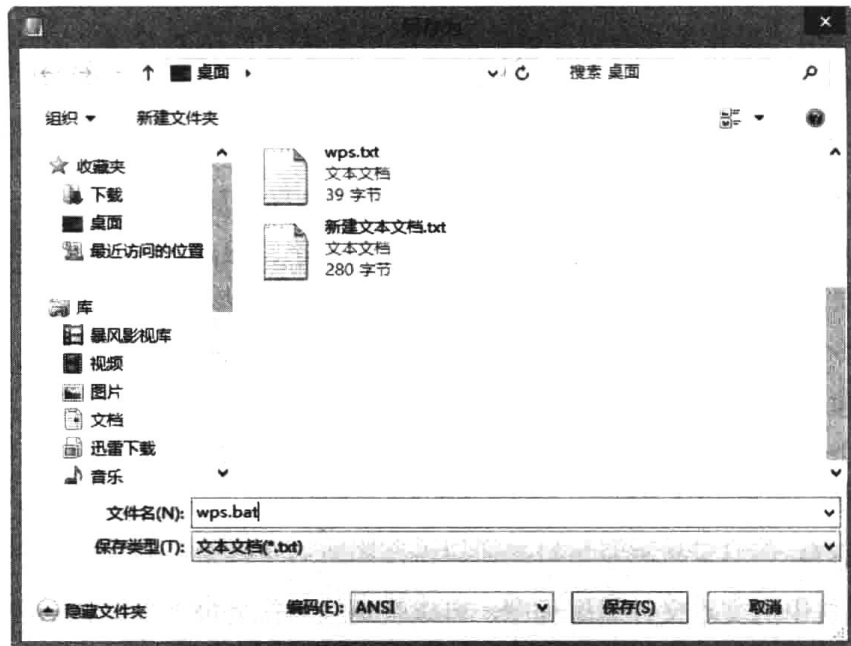 另存为
桌面
搜索 桌面
组织
新建文件夹
收藏夹
下载
桌面
最近访问的位置
库
暴风影视库
视频
图片
文档
迅雷下载
音乐
wps.txt
文本文档
39 字节
新建文本文档.txt
文本文档
280 字节
文件名(N): wps.bat
保存类型(T): 文本文档(*.txt)
隐藏文件夹
编码(E): ANSI
保存(S)
取消